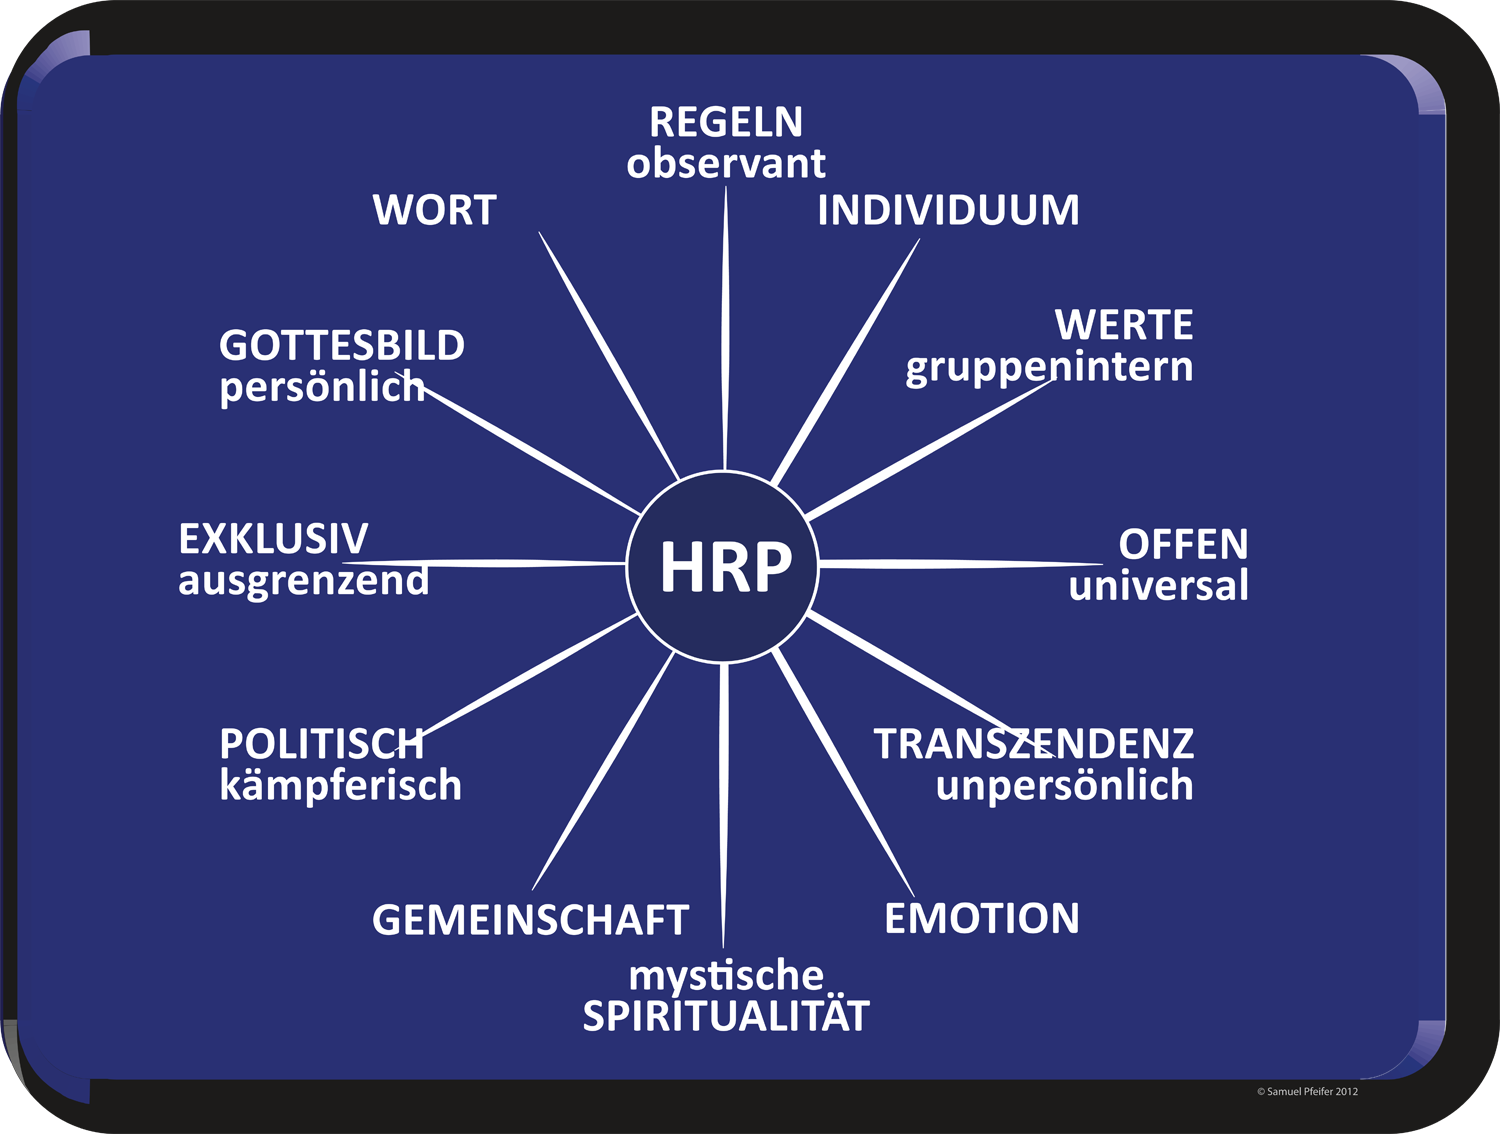 REGELN
observant
WORT
INDIVIDUUM
GOTTESBILD
persönlich
WERTE
gruppenintern
EXKLUSIV
ausgrenzend
HRP
OFFEN
universal
POLITISCH
kämpferisch
TRANSZENDENZ
unpersönlich
GEMEINSCHAFT
EMOTION
mystische
SPIRITUALITÄT
© Samuel Pfeifer 2012